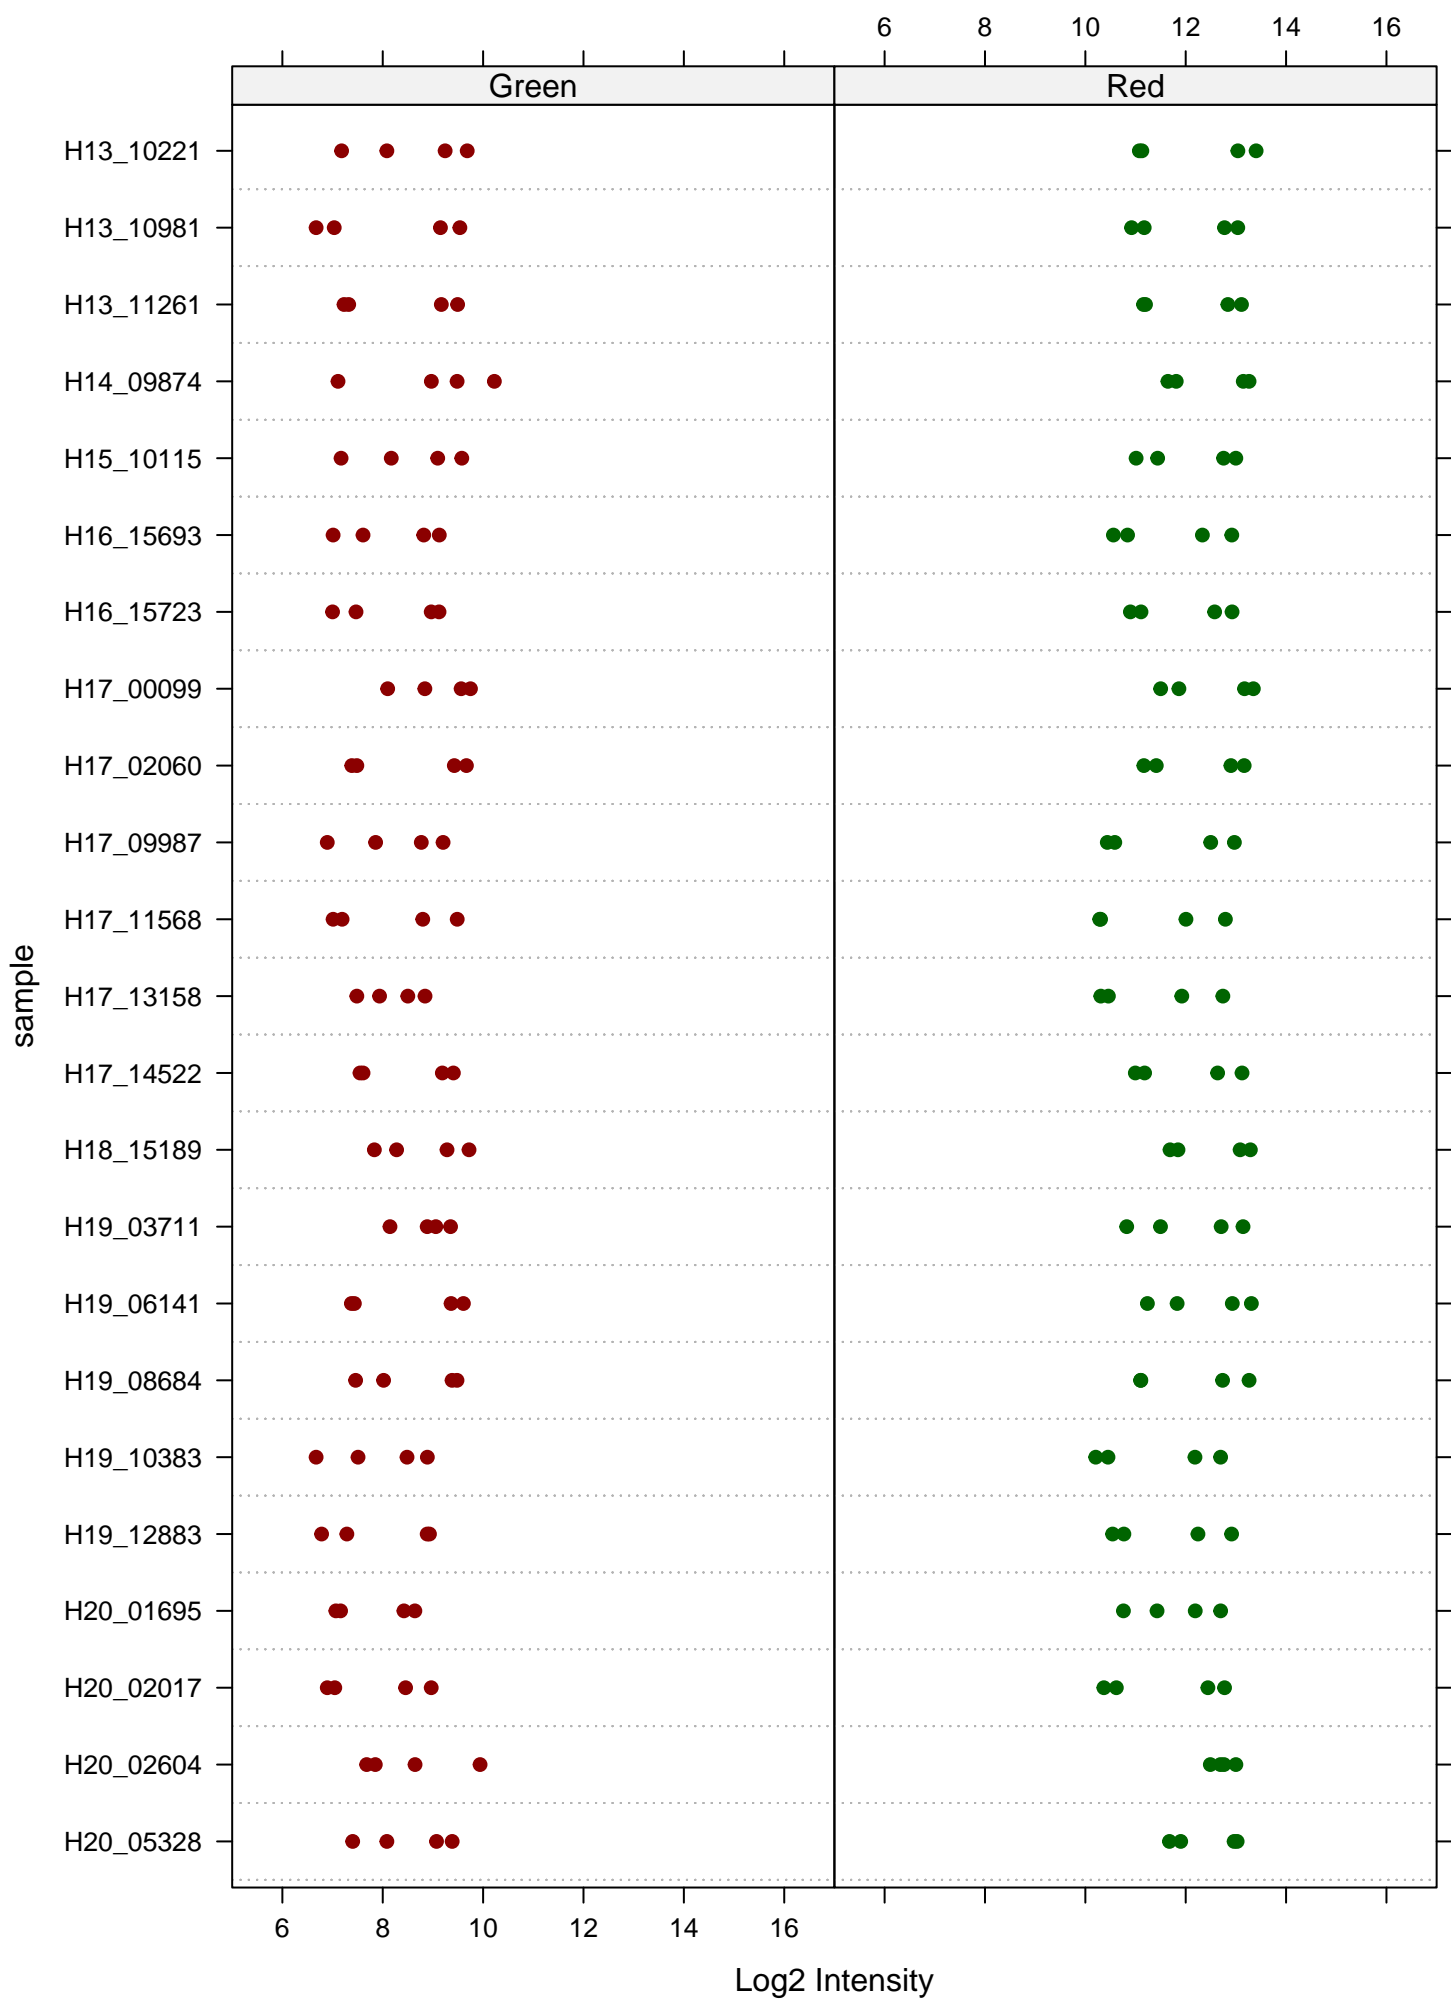 6 8 10 12 14 16
Green Red
H13_10221
H13_10981
H13_11261
H14_09874
H15_10115
H16_15693
H16_15723
H17_00099
H17_02060
H17_09987
H17_11568
H17_13158
H17_14522
H18_15189
H19_03711
H19_06141
H19_08684
H19_10383
H19_12883
H20_01695
H20_02017
H20_02604
H20_05328
sample
6 8 10 12 14 16
Log2 Intensity